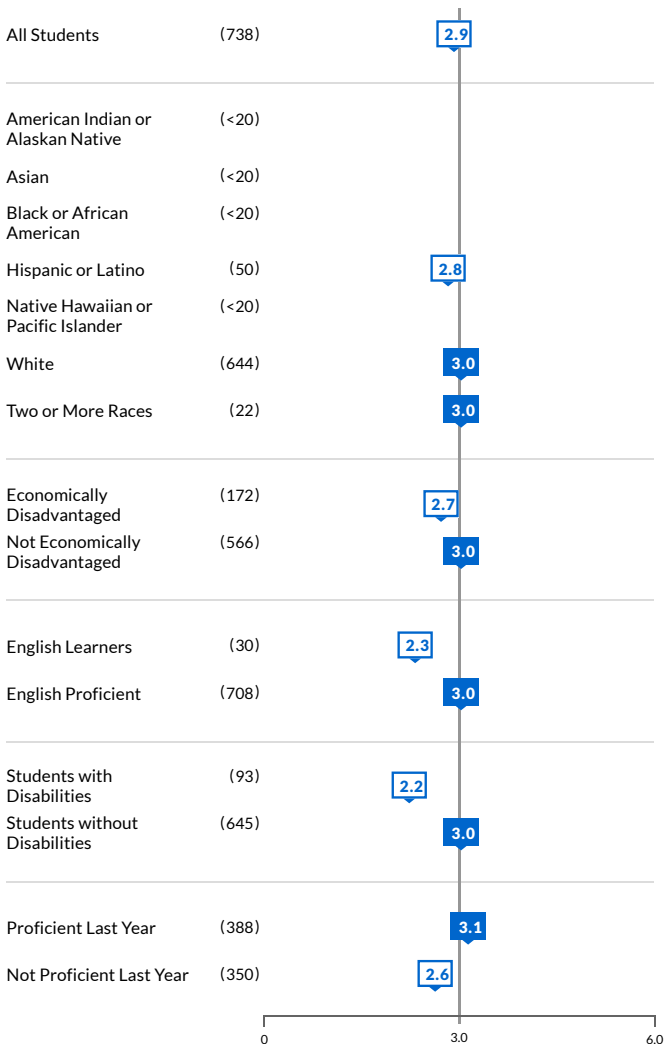 All Students (738) 2.9
American Indian or (<20)
Alaskan Native
Asian (<20)
Black or African (<20)
American
Hispanic or Latino (50) 2.8
Native Hawaiian or (<20)
Pacific Islander
White (644) 3.0
Two or More Races (22) 3.0
Economically (172) 2.7
Disadvantaged
Not Economically (566) 3.0
Disadvantaged
English Learners (30) 2.3
English Proficient (708) 3.0
Students with (93) 2.2
Disabilities
Students without (645) 3.0
Disabilities
Proficient Last Year (388) 3.1
Not Proficient Last Year (350) 2.6
0 3.0 6.0